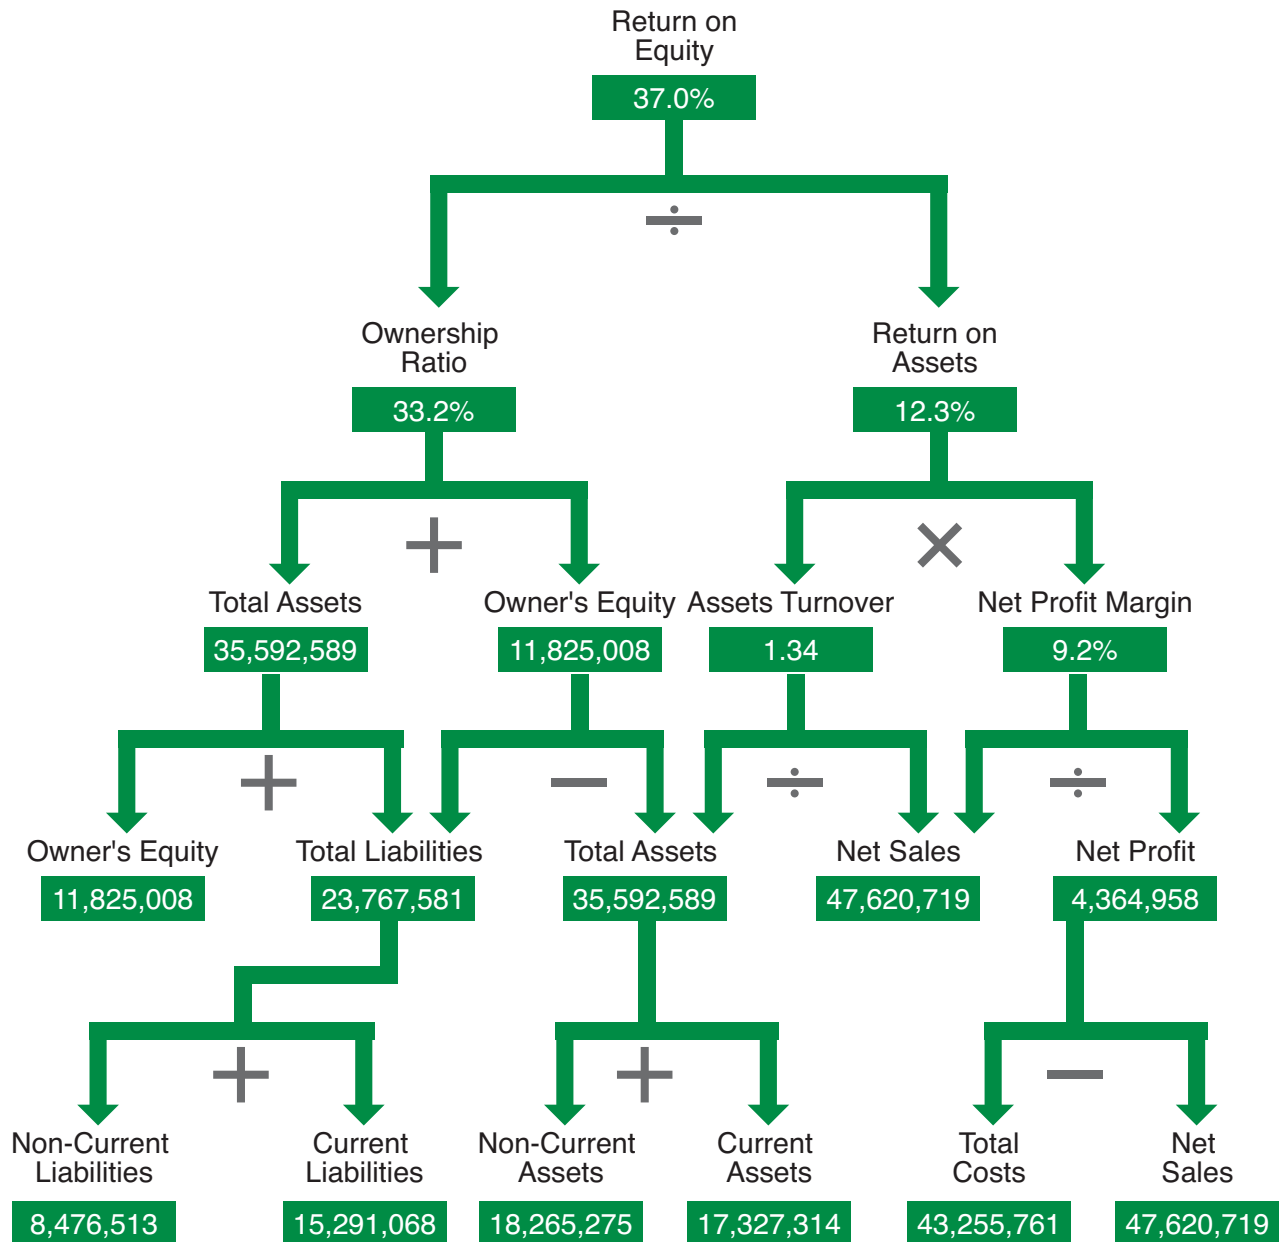 Return on
Equity
37.0%
÷
Ownership
Ratio
33.2%
Return on
Assets
12.3%
+
×
Total Assets
35,592,589
Owner's Equity
11,825,008
Assets Turnover
1.34
Net Profit Margin
9.2%
+
−
÷
÷
Owner's Equity
11,825,008
Total Liabilities
23,767,581
Total Assets
35,592,589
Net Sales
47,620,719
Net Profit
4,364,958
+
+
−
Non-Current
Liabilities
8,476,513
Current
Liabilities
15,291,068
Non-Current
Assets
18,265,275
Current
Assets
17,327,314
Total
Costs
43,255,761
Net
Sales
47,620,719